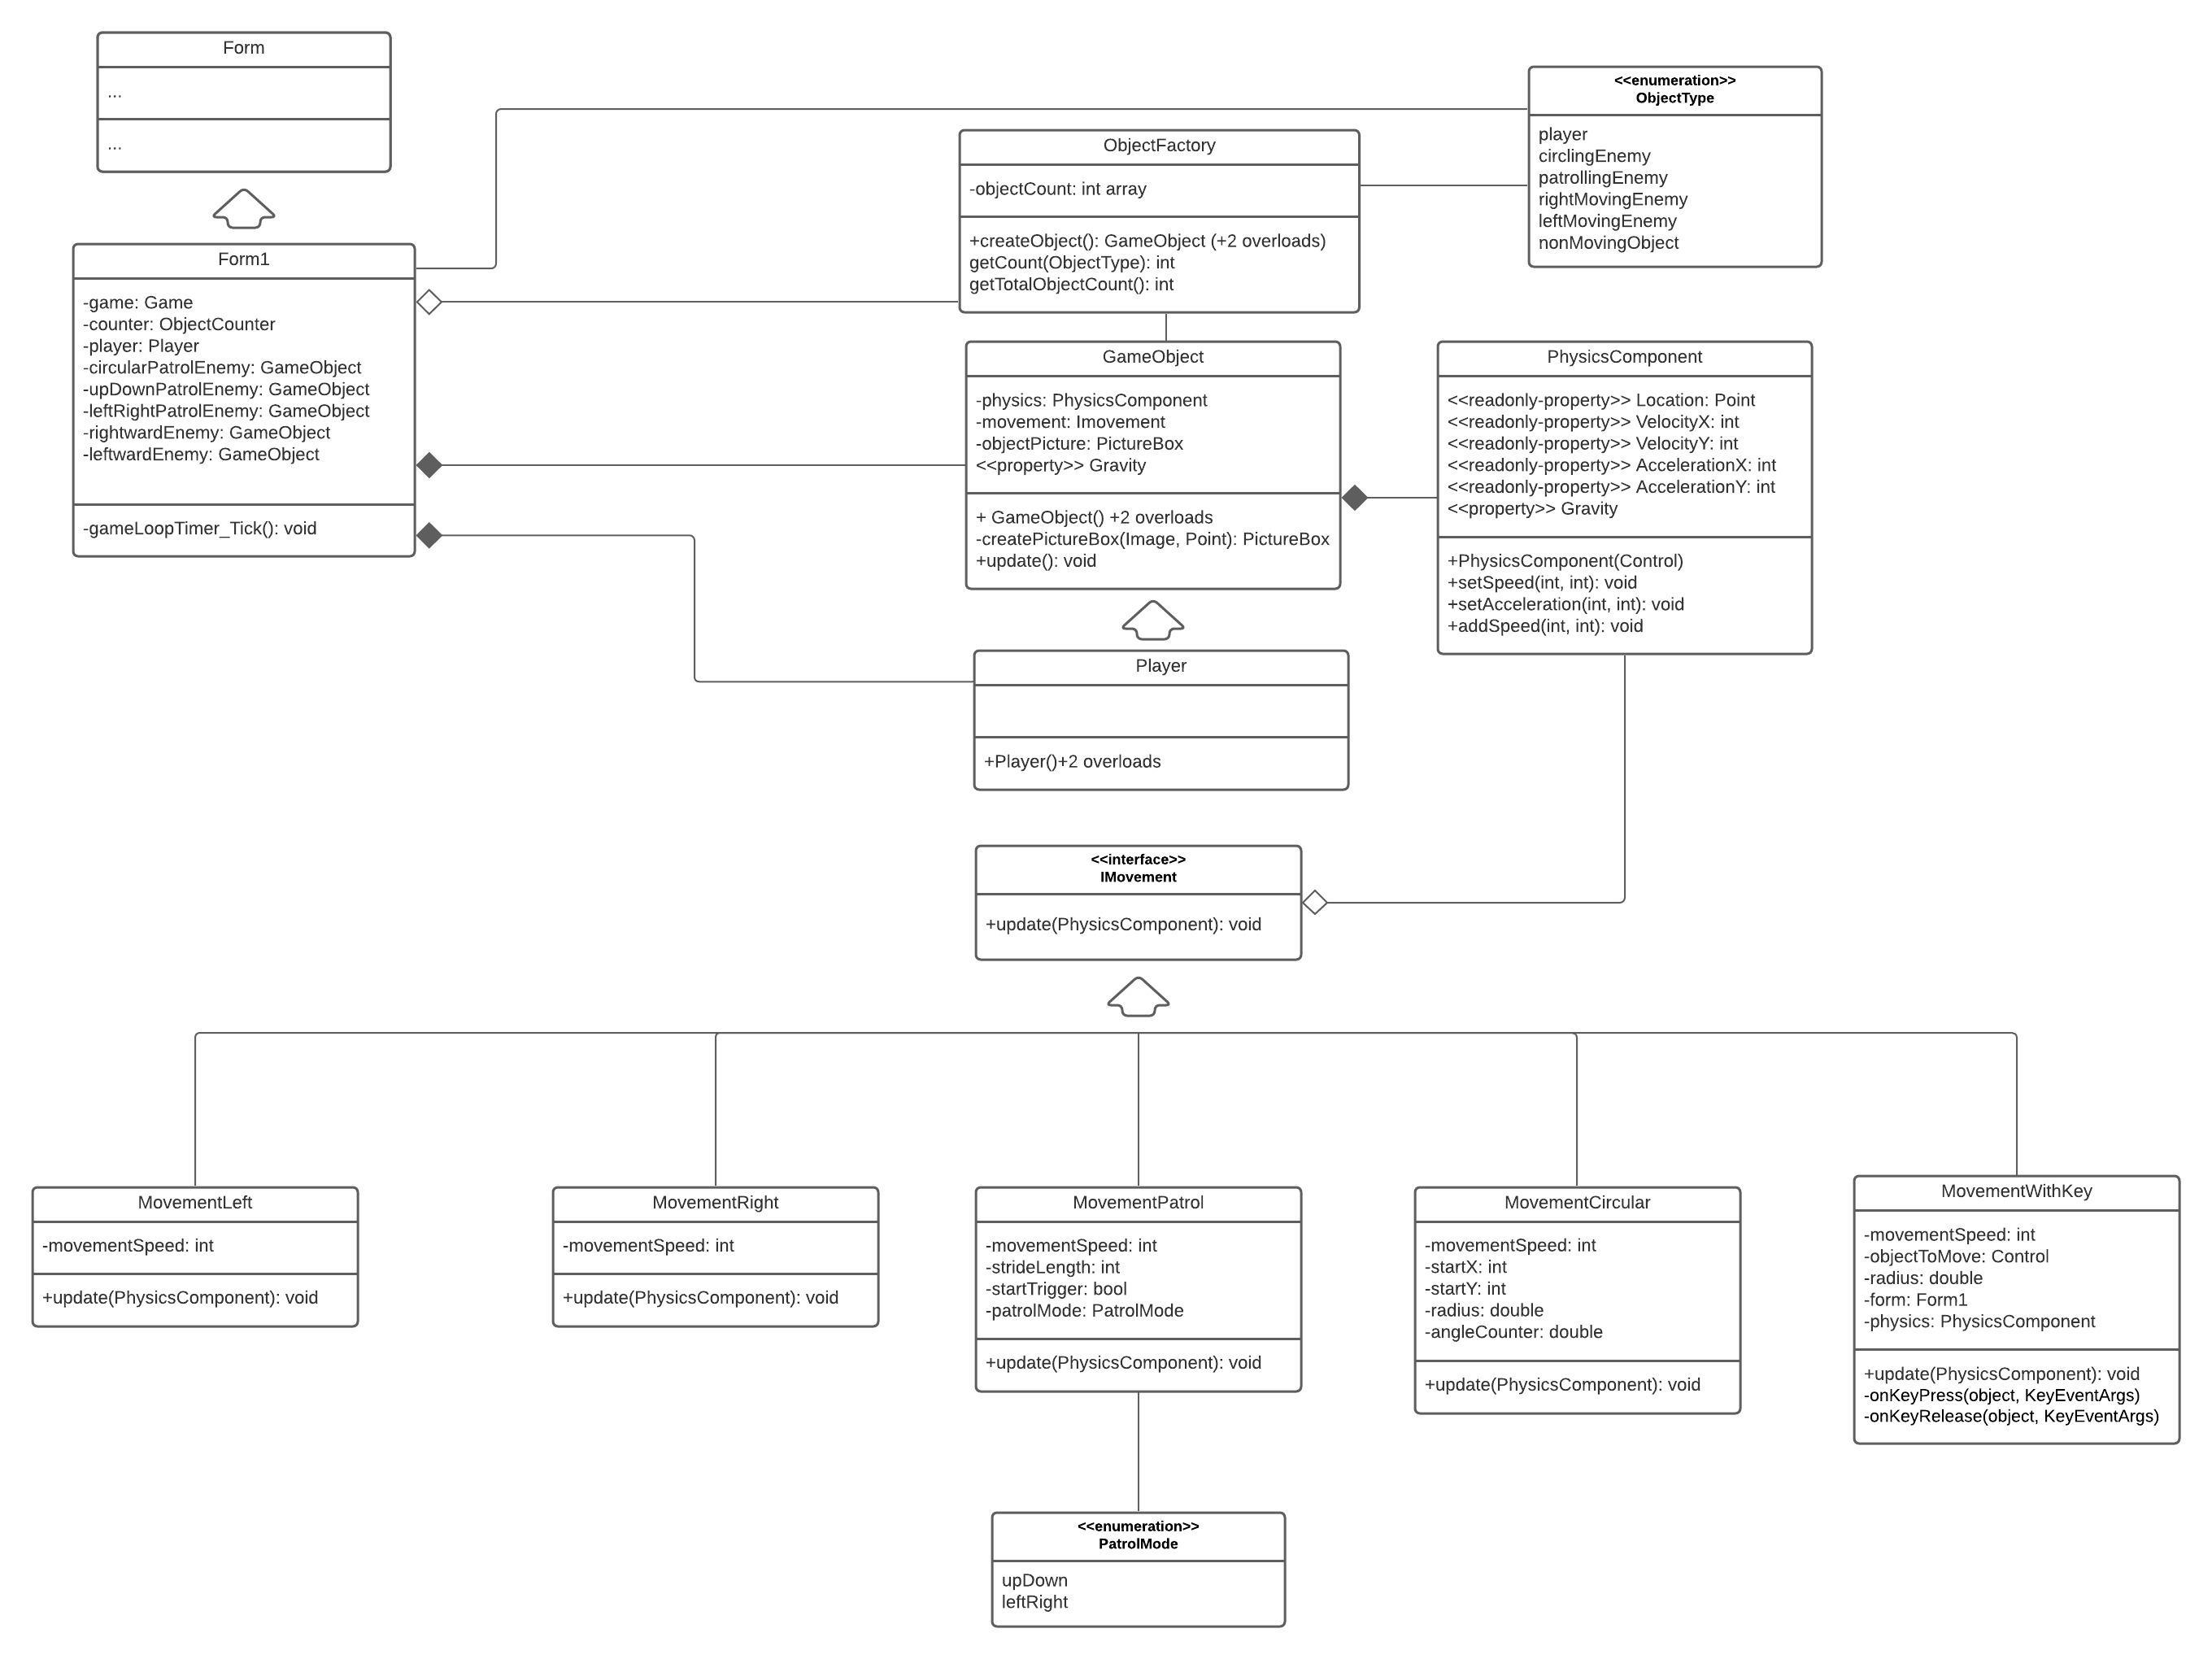 Form
...
...
Form1
-game: Game
-counter: ObjectCounter
-player: Player
-circularPatrolEnemy: GameObject
-upDownPatrolEnemy: GameObject
-leftRightPatrolEnemy: GameObject
-rightwardEnemy: GameObject
-leftwardEnemy: GameObject
-gameLoopTimer_Tick(): void
ObjectFactory
-objectCount: int array
+createObject(): GameObject (+2 overloads)
getCount(ObjectType): int
getTotalObjectCount(): int
<<enumeration>>
ObjectType
player
circlingEnemy
patrollingEnemy
rightMovingEnemy
leftMovingEnemy
nonMovingObject
GameObject
-physics: PhysicsComponent
-movement: Imovement
-objectPicture: PictureBox
<<property>> Gravity
+ GameObject() +2 overloads
-createPictureBox(Image, Point): PictureBox
+update(): void
PhysicsComponent
<<readonly-property>> Location: Point
<<readonly-property>> VelocityX: int
<<readonly-property>> VelocityY: int
<<readonly-property>> AccelerationX: int
<<readonly-property>> AccelerationY: int
<<property>> Gravity
+PhysicsComponent(Control)
+setSpeed(int, int): void
+setAcceleration(int, int): void
+addSpeed(int, int): void
Player
+Player()+2 overloads
<<interface>>
IMovement
+update(PhysicsComponent): void
MovementLeft
-movementSpeed: int
+update(PhysicsComponent): void
MovementRight
-movementSpeed: int
+update(PhysicsComponent): void
MovementPatrol
-movementSpeed: int
-strideLength: int
-startTrigger: bool
-patrolMode: PatrolMode
+update(PhysicsComponent): void
MovementCircular
-movementSpeed: int
-startX: int
-startY: int
-radius: double
-angleCounter: double
+update(PhysicsComponent): void
MovementWithKey
-movementSpeed: int
-objectToMove: Control
-radius: double
-form: Form1
-physics: PhysicsComponent
+update(PhysicsComponent): void
-onKeyPress(object, KeyEventArgs)
-onKeyRelease(object, KeyEventArgs)
<<enumeration>>
PatrolMode
upDown
leftRight